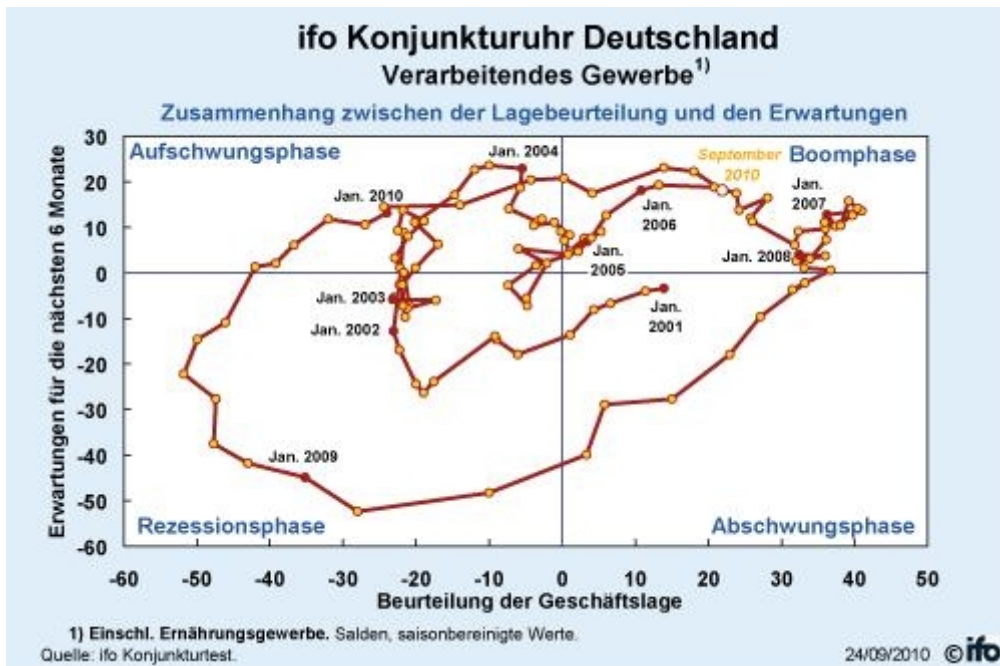 ifo Konjunkturuhr Deutschland
Verarbeitendes Gewerbe1)
Zusammenhang zwischen der Lagebeurteilung und den Erwartungen
Erwartungen für die nächsten 6 Monate
30
20
10
0
-10
-20
-30
-40
-50
-60
Aufschwungsphase
Jan. 2004
September
2010
Boomphase
Jan. 2010
Jan.
2006
Jan.
2007
Jan.
2005
Jan. 2008
Jan. 2003
Jan. 2002
Jan.
2001
Jan. 2009
Rezessionsphase
Abschwungsphase
-60 -50 -40 -30 -20 -10 0 10 20 30 40 50
Beurteilung der Geschäftslage
1) Einschl. Ernährungsgewerbe. Salden, saisonbereinigte Werte.
Quelle: ifo Konjunkturtest.
24/09/2010 © ifo